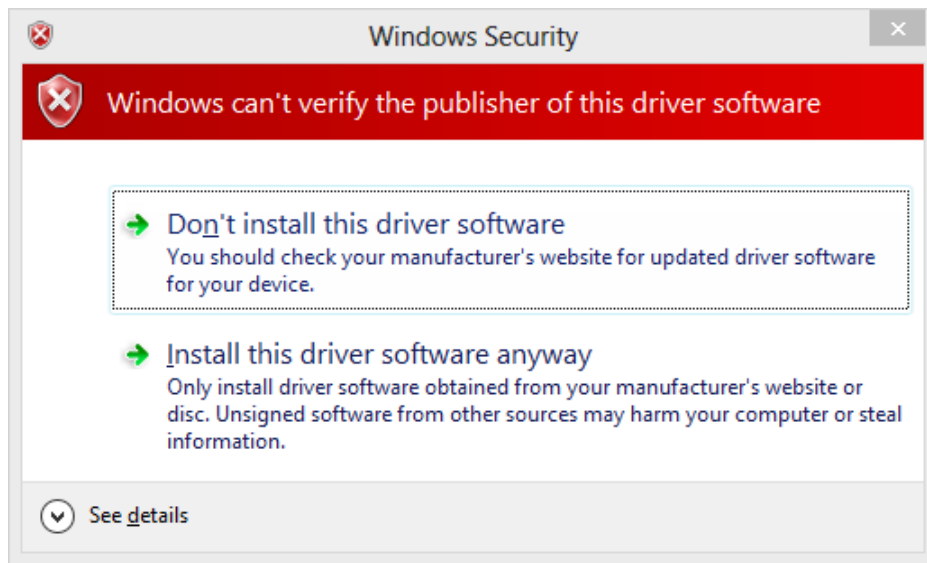 Windows Security
Windows can't verify the publisher of this driver software
Don't install this driver software
You should check your manufacturer's website for updated driver software
for your device.
Install this driver software anyway
Only install driver software obtained from your manufacturer's website or
disc. Unsigned software from other sources may harm your computer or steal
information.
See details